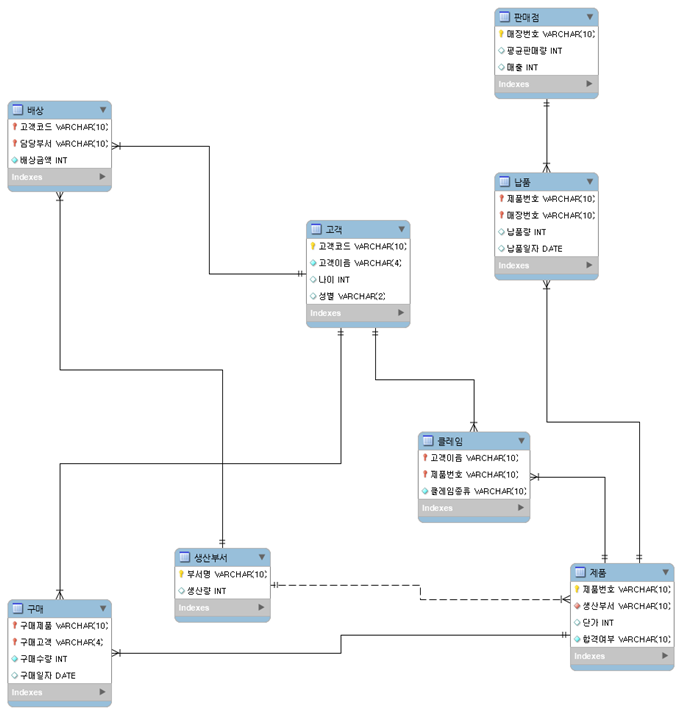 판매점
매장번호 VARCHAR(10)
평균판매량 INT
매출 INT
Indexes
배상
고객코드 VARCHAR(10)
담당부서 VARCHAR(10)
배상금액 INT
Indexes
납품
제품번호 VARCHAR(10)
매장번호 VARCHAR(10)
납품량 INT
납품일자 DATE
Indexes
고객
고객코드 VARCHAR(10)
고객이름 VARCHAR(4)
나이 INT
성별 VARCHAR(2)
Indexes
클레임
고객이름 VARCHAR(10)
제품번호 VARCHAR(10)
클레임종류 VARCHAR(10)
Indexes
생산부서
부서명 VARCHAR(10)
생산량 INT
Indexes
제품
제품번호 VARCHAR(10)
생산부서 VARCHAR(10)
단가 INT
합격여부 VARCHAR(10)
Indexes
구매
구매제품 VARCHAR(10)
구매고객 VARCHAR(4)
구매수량 INT
구매일자 DATE
Indexes